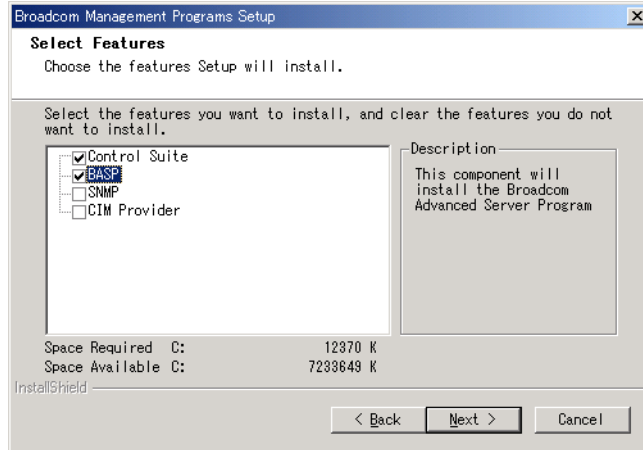 Broadcom Management Programs Setup
Select Features
Choose the features Setup will install.
Select the features you want to install, and clear the features you do not
want to install.
Control Suite
BASP
SNMP
CIM Provider
Description
This component will
install the Broadcom
Advanced Server Program
Space Required C: 12370 K
Space Available C: 7233649 K
InstallShield
< Back Next > Cancel